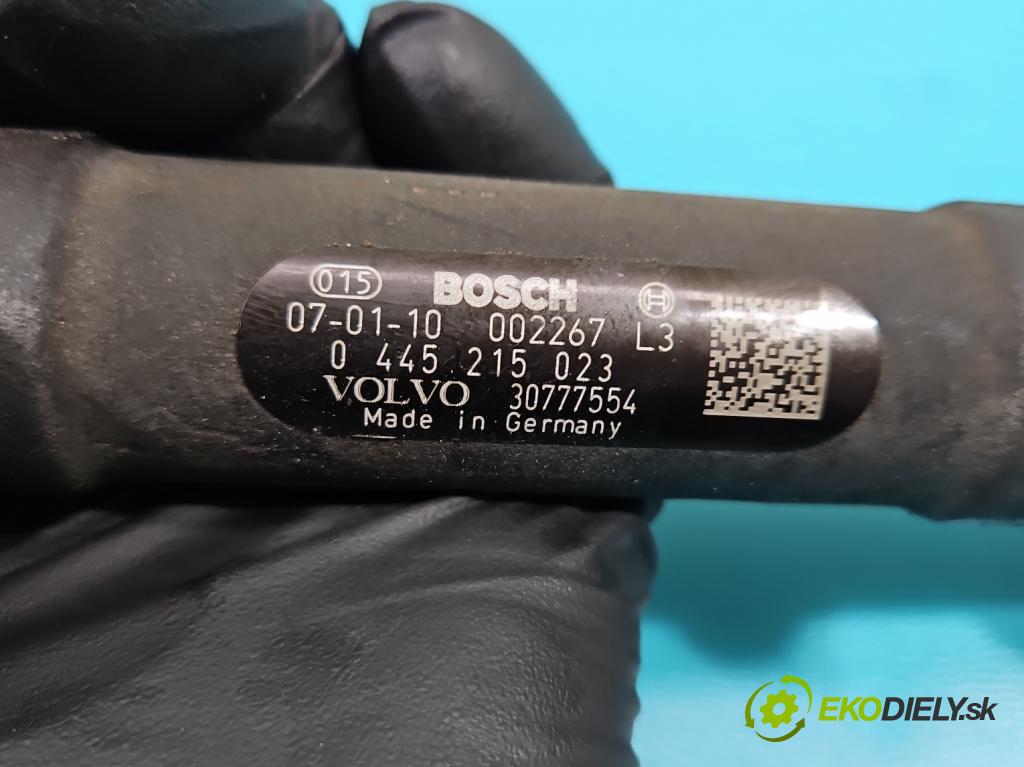 015 BOSCH
07-01-10 002267 L3
0 445 215 023
VOLVO 30777554
Made in Germany
EKODIELY.sk